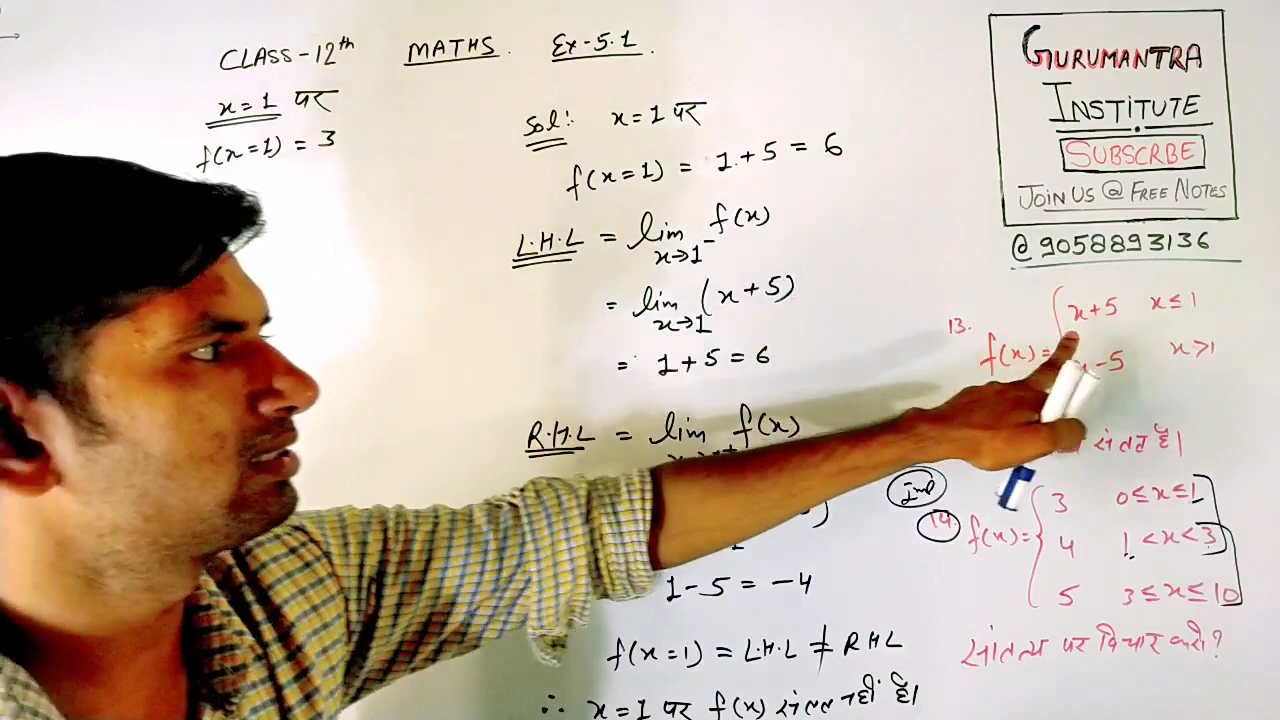 CLASS-12th MATHS. Ex-5.1.
x=1 पर
f(x=1) = 3
Sol: x=1 पर
f(x=1) = 1+5 = 6
L.H.L = lim f(x)
x→1⁻
= lim (x+5)
x→1
= 1+5 = 6
R.H.L = lim f(x)
1-5 = -4
f(x=1) = L.H.L ≠ RHL
∴ x=1 पर f(x) संतत नहीं है।
GURUMANTRA
INSTITUTE
SUBSCRBE
JOIN US @ FREE NOTES
@ 9058893136
13.
x+5 x≤1
f(x)=
-5 x>1
संतत है।
Imp
14 f(x)=
3 0≤x≤1
4 1<x<3
5 3≤x≤10
सांतत्य पर विचार करो?